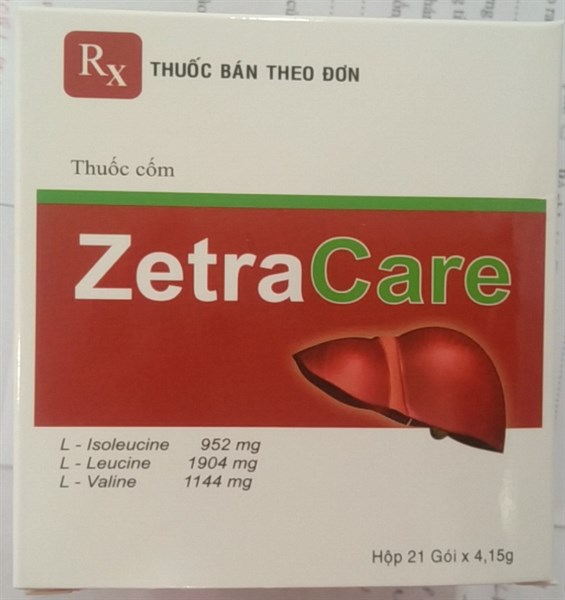 Rx THUỐC BÁN THEO ĐƠN
Thuốc cốm
ZetraCare
L - Isoleucine 952 mg
L - Leucine 1904 mg
L - Valine 1144 mg
Hộp 21 Gói x 4,15g